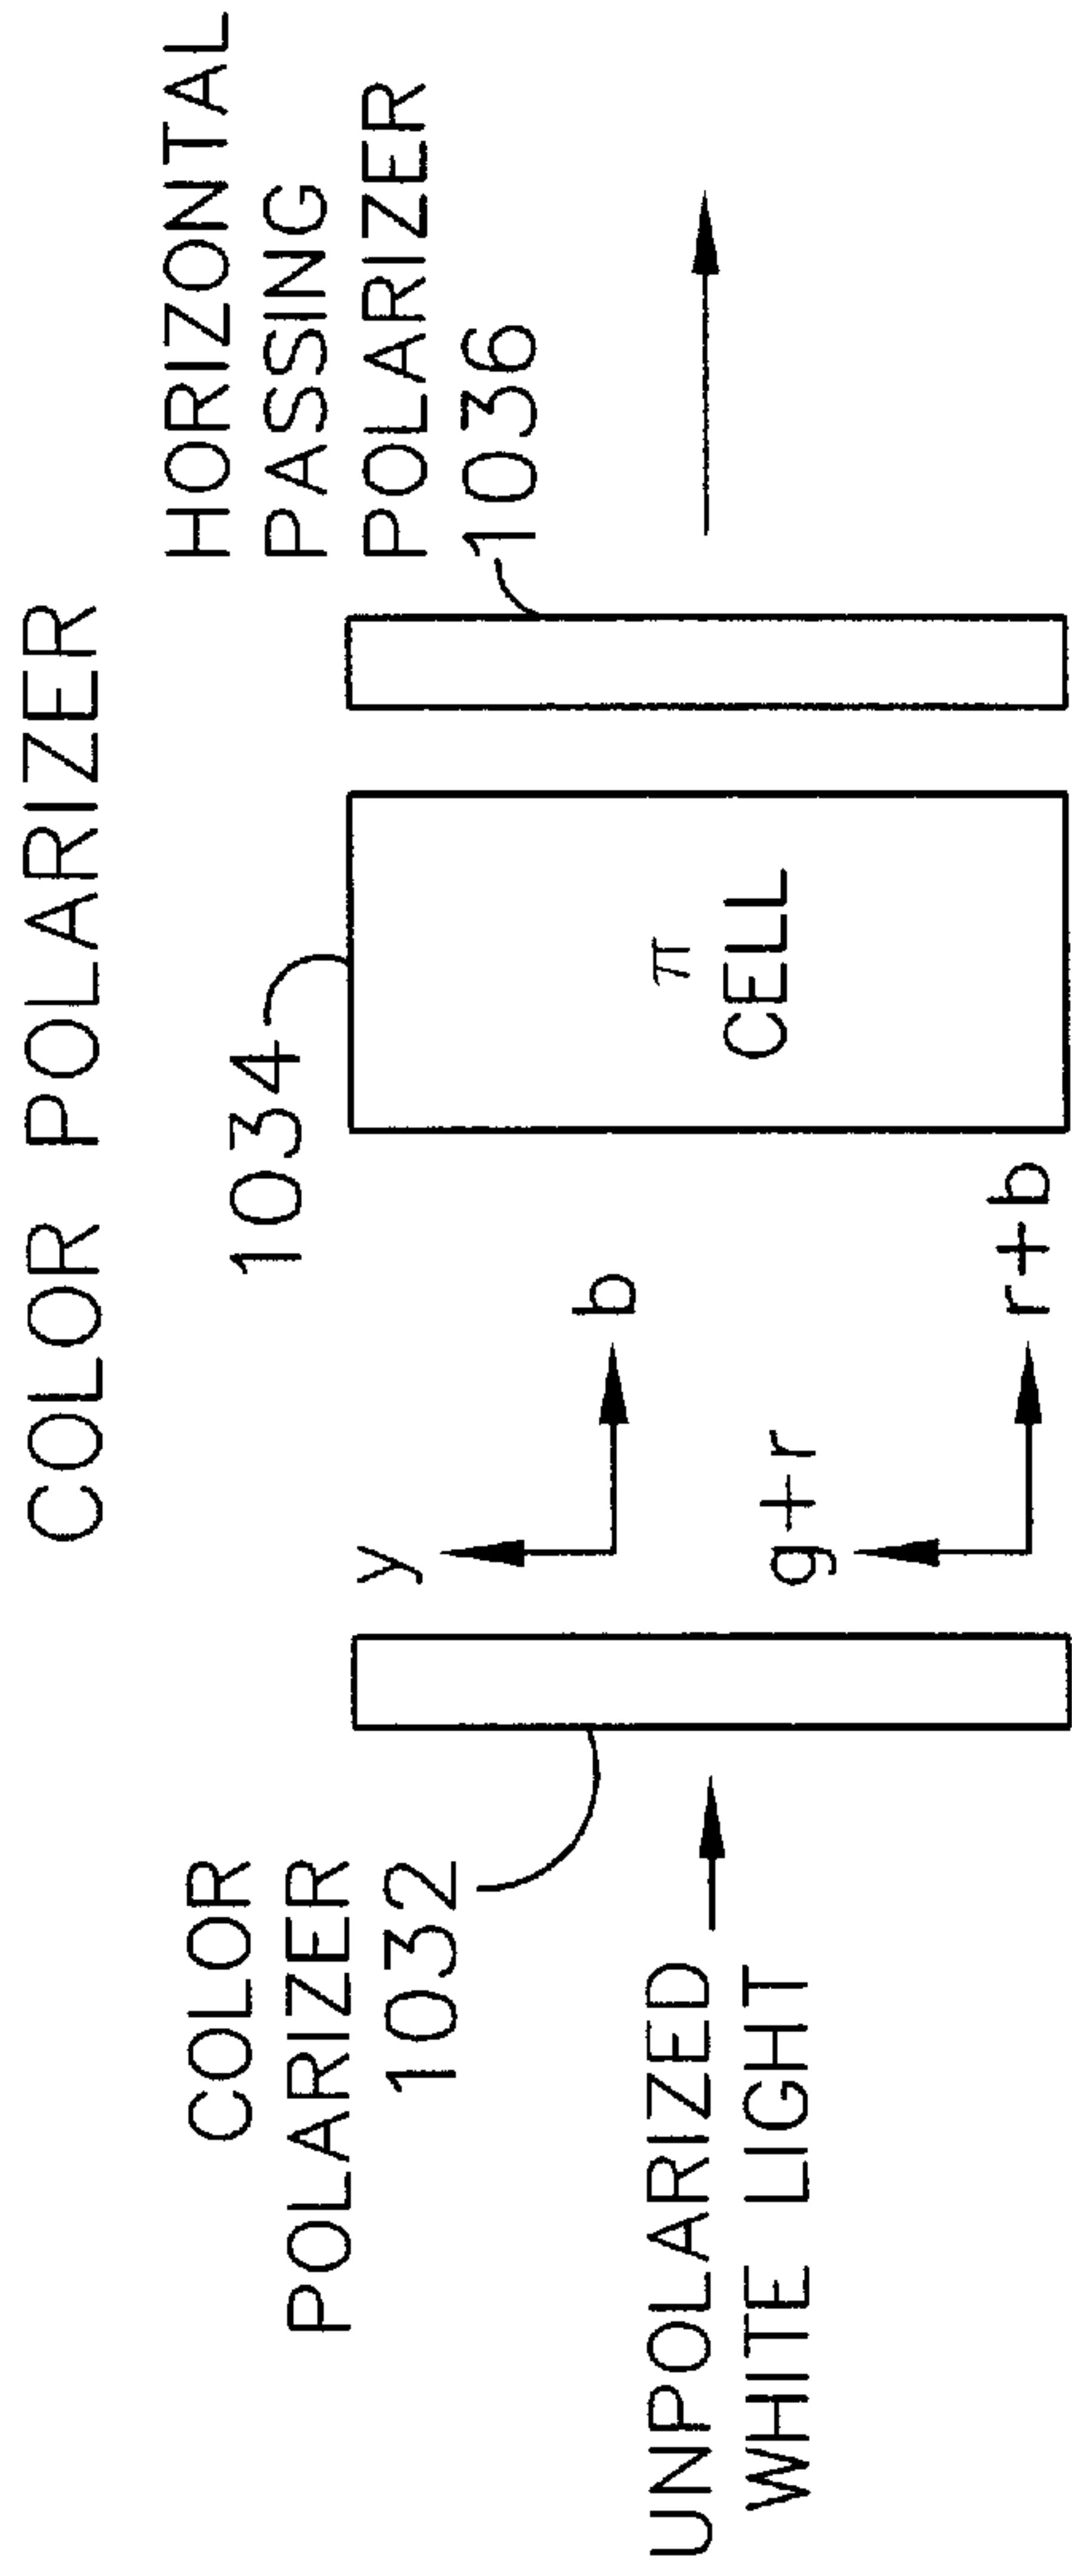 COLOR POLARIZER
COLOR
POLARIZER
1032
UNPOLARIZED
WHITE LIGHT
y
b
g+r
r+b
1034
π
CELL
HORIZONTAL
PASSING
POLARIZER
1036